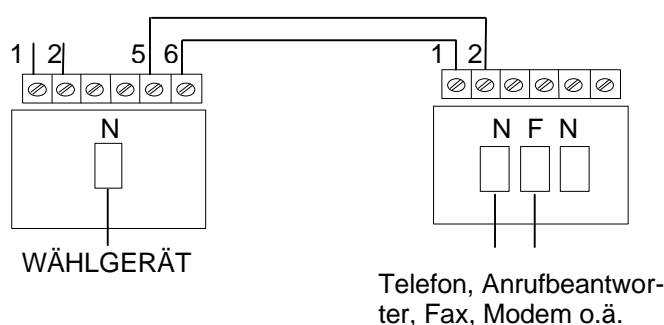 1 2 5 6 1 2
N N F N
WÄHLGERÄT
Telefon, Anrufbeantwor-
ter, Fax, Modem o.ä.